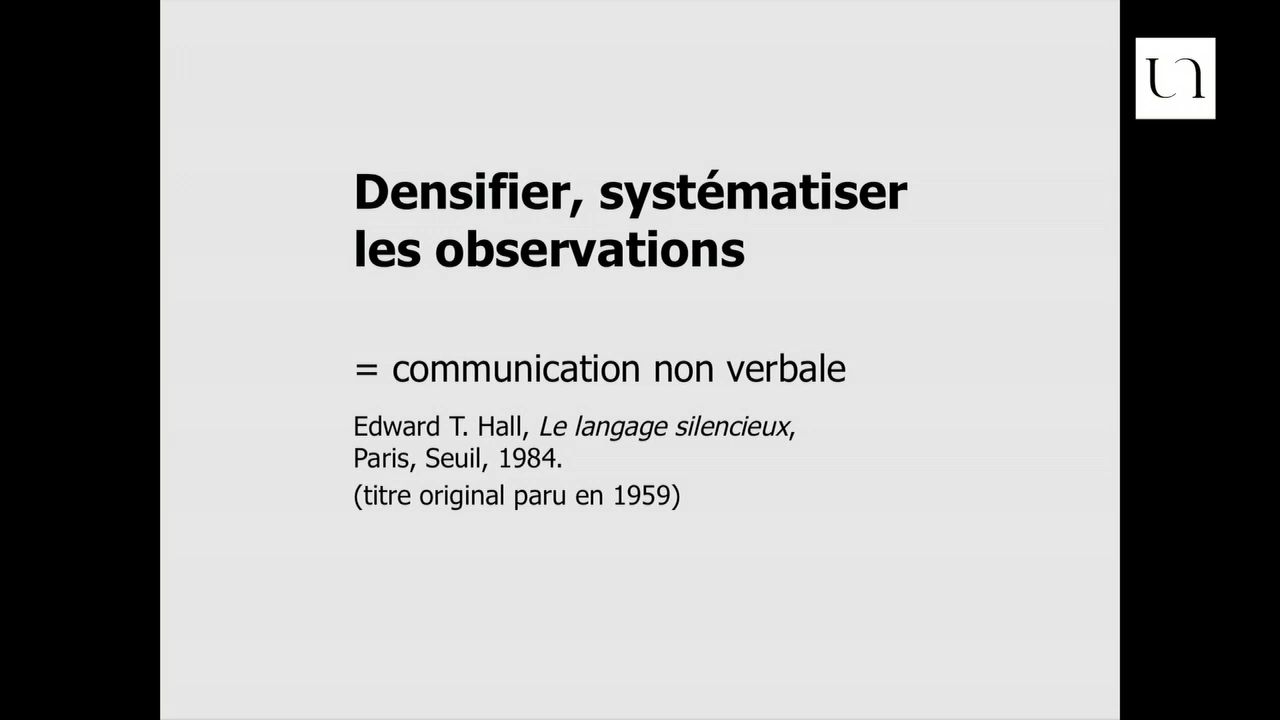 Densifier, systématiser
les observations
= communication non verbale
Edward T. Hall, Le langage silencieux,
Paris, Seuil, 1984.
(titre original paru en 1959)